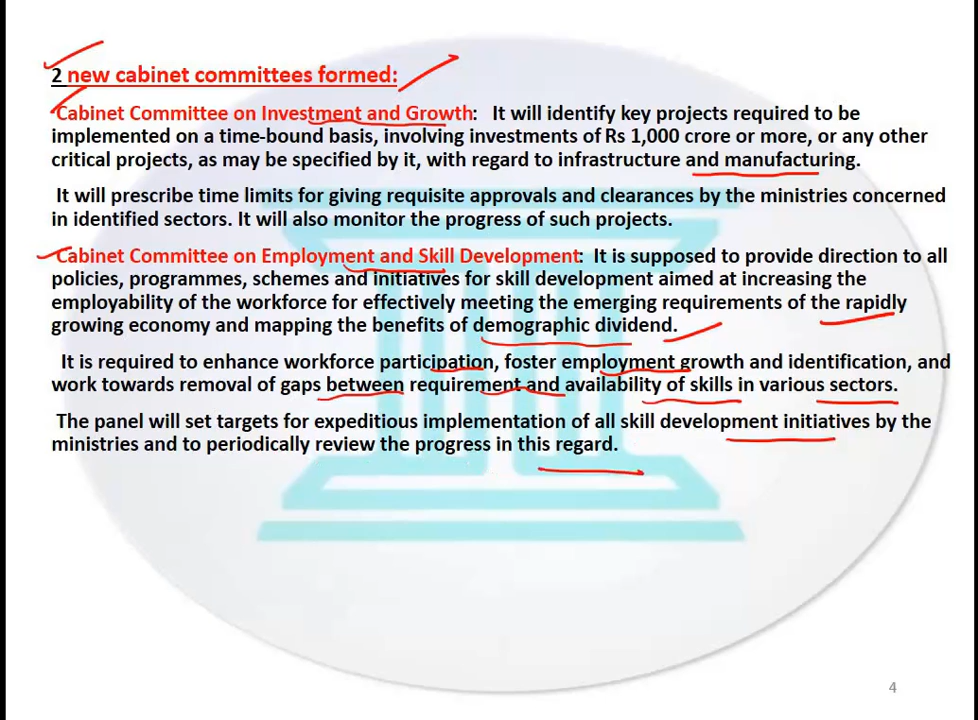 2 new cabinet committees formed:
Cabinet Committee on Investment and Growth: It will identify key projects required to be
implemented on a time-bound basis, involving investments of Rs 1,000 crore or more, or any other
critical projects, as may be specified by it, with regard to infrastructure and manufacturing.
It will prescribe time limits for giving requisite approvals and clearances by the ministries concerned
in identified sectors. It will also monitor the progress of such projects.
Cabinet Committee on Employment and Skill Development: It is supposed to provide direction to all
policies, programmes, schemes and initiatives for skill development aimed at increasing the
employability of the workforce for effectively meeting the emerging requirements of the rapidly
growing economy and mapping the benefits of demographic dividend.
It is required to enhance workforce participation, foster employment growth and identification, and
work towards removal of gaps between requirement and availability of skills in various sectors.
The panel will set targets for expeditious implementation of all skill development initiatives by the
ministries and to periodically review the progress in this regard.
4